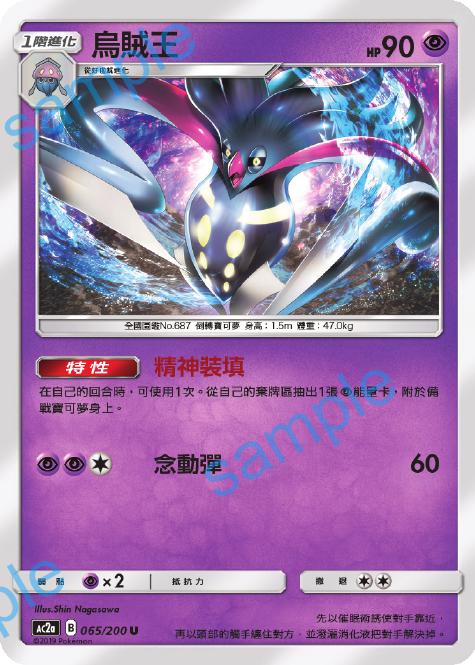 1階進化
烏賊王
HP 90
從好啦魷進化
全國圖鑑No.687 倒轉寶可夢 身高：1.5m 體重：47.0kg
特性 精神裝填
在自己的回合時，可使用1次。從自己的棄牌區抽出1張 能量卡，附於備
戰寶可夢身上。
念動彈 60
弱點 ×2 抵抗力 撤退
Illus.Shin Nagasawa
AC2a B 065/200 U
©2019 Pokémon
先以催眠術誘使對手靠近，
再以頭部的觸手纏住對方，並潑灑消化液把對手解決掉。
sample
sample
sample